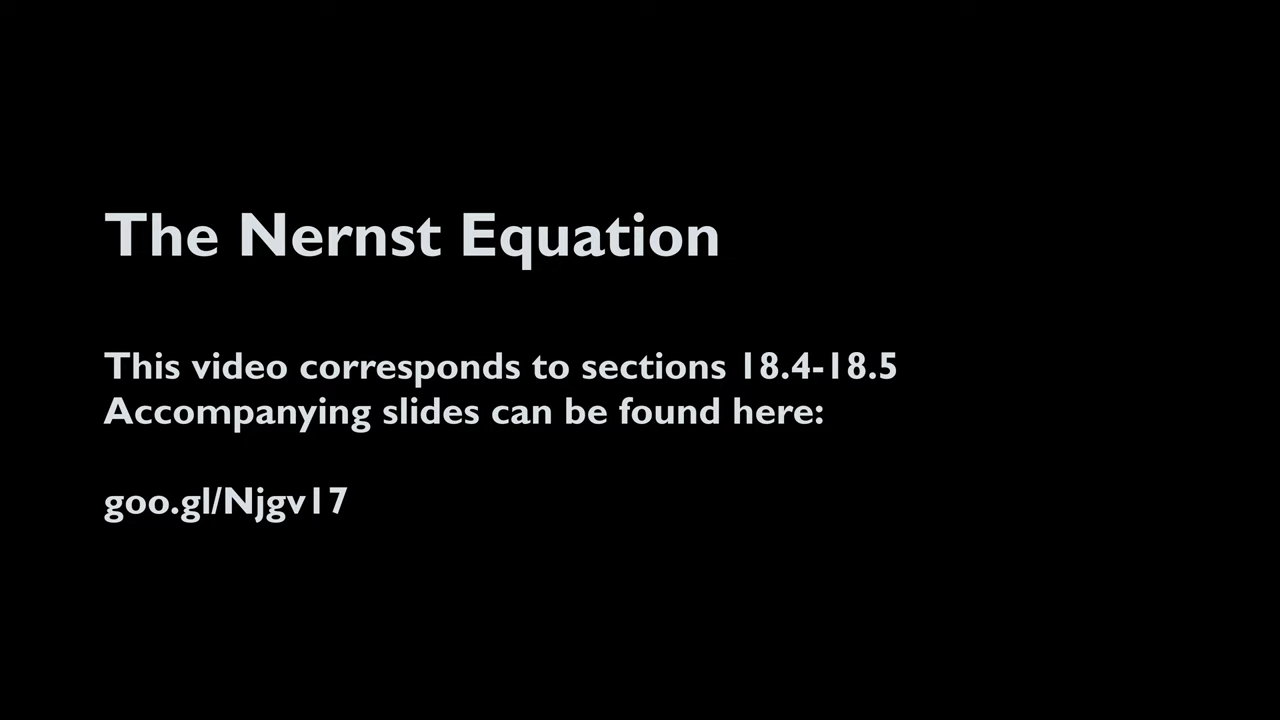 The Nernst Equation
This video corresponds to sections 18.4-18.5
Accompanying slides can be found here:
goo.gl/Njgv17